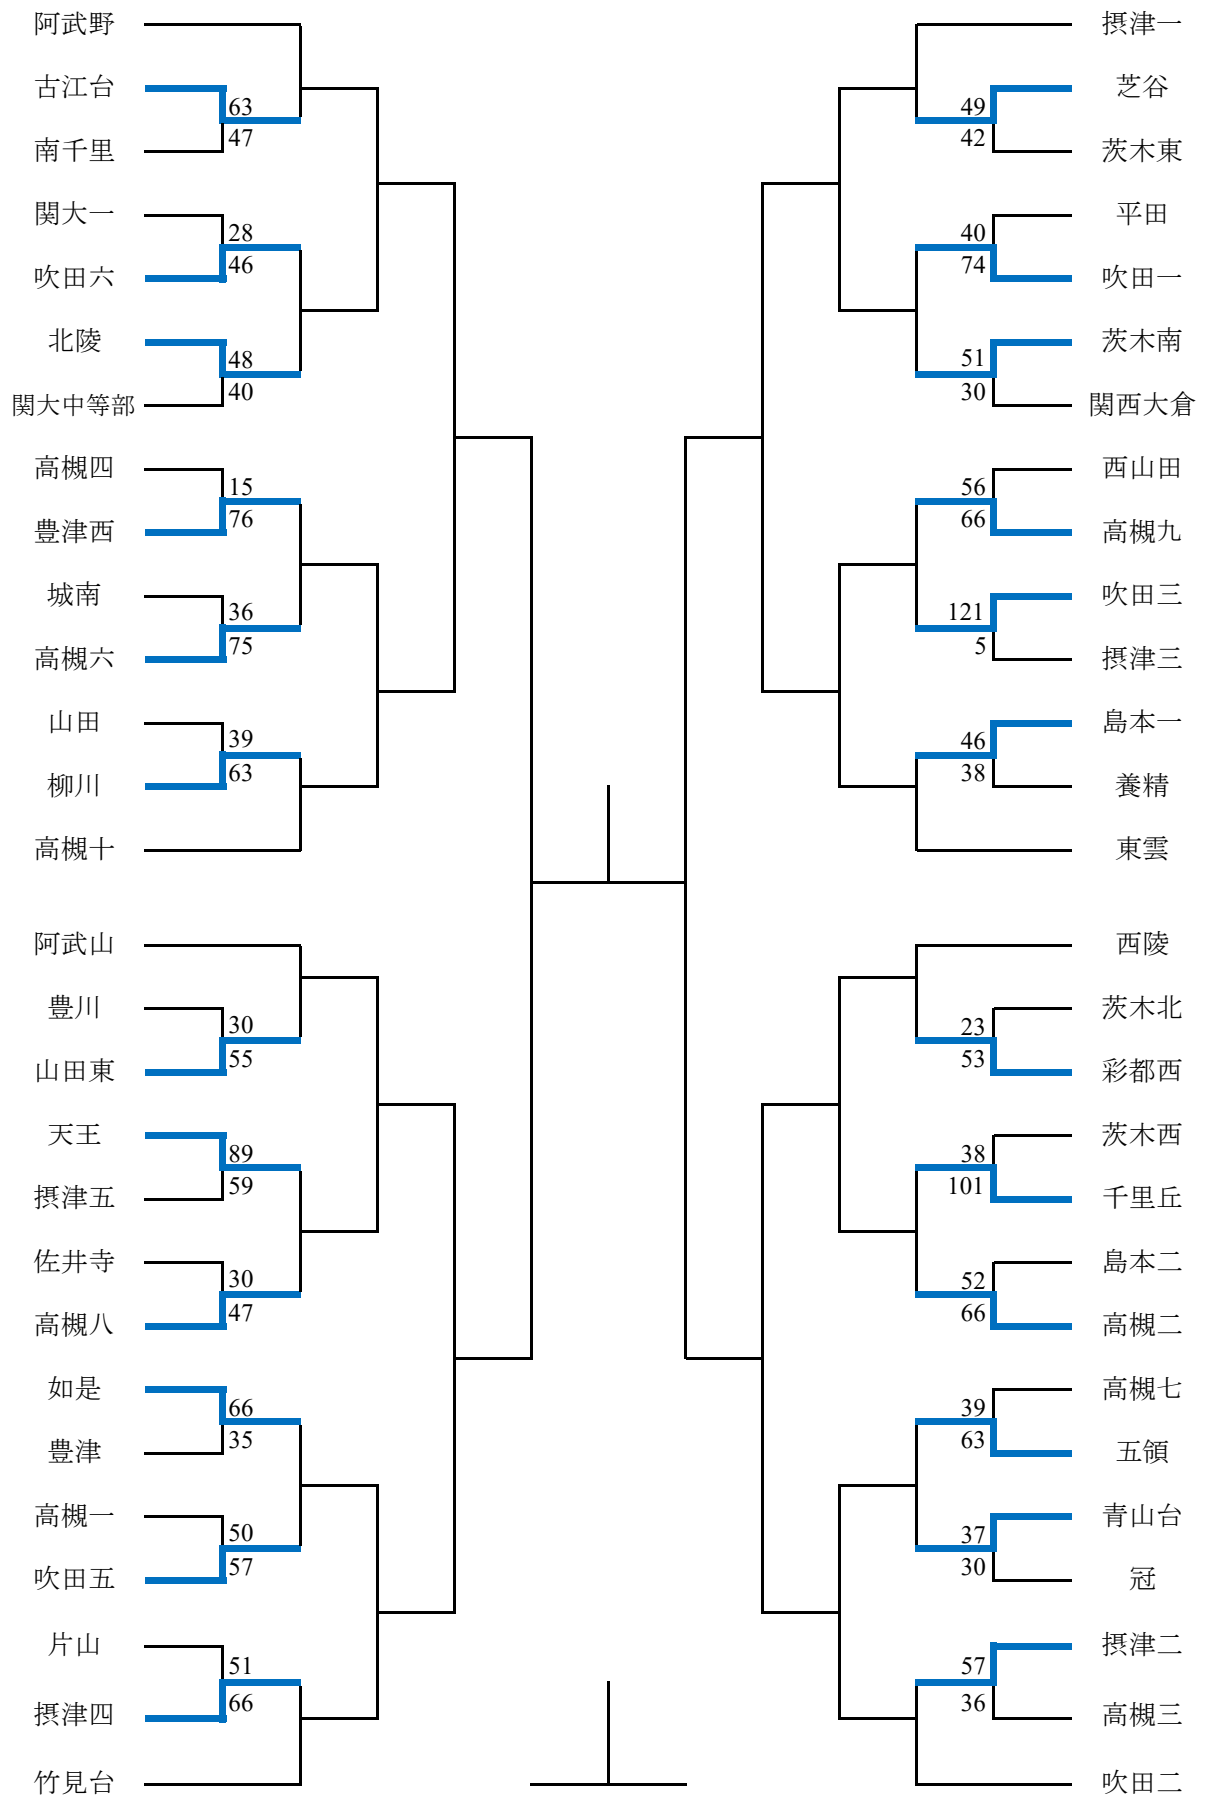 阿武野
古江台
63
47
南千里
関大一
28
46
吹田六
北陵
48
40
関大中等部
高槻四
15
76
豊津西
城南
36
75
高槻六
山田
39
63
柳川
高槻十
阿武山
豊川
30
55
山田東
天王
89
59
摂津五
佐井寺
30
47
高槻八
如是
66
35
豊津
高槻一
50
57
吹田五
片山
51
66
摂津四
竹見台
摂津一
芝谷
49
42
茨木東
平田
40
74
吹田一
茨木南
51
30
関西大倉
西山田
56
66
高槻九
吹田三
121
5
摂津三
島本一
46
38
養精
東雲
西陵
茨木北
23
53
彩都西
茨木西
38
101
千里丘
島本二
52
66
高槻二
高槻七
39
63
五領
青山台
37
30
冠
摂津二
57
36
高槻三
吹田二